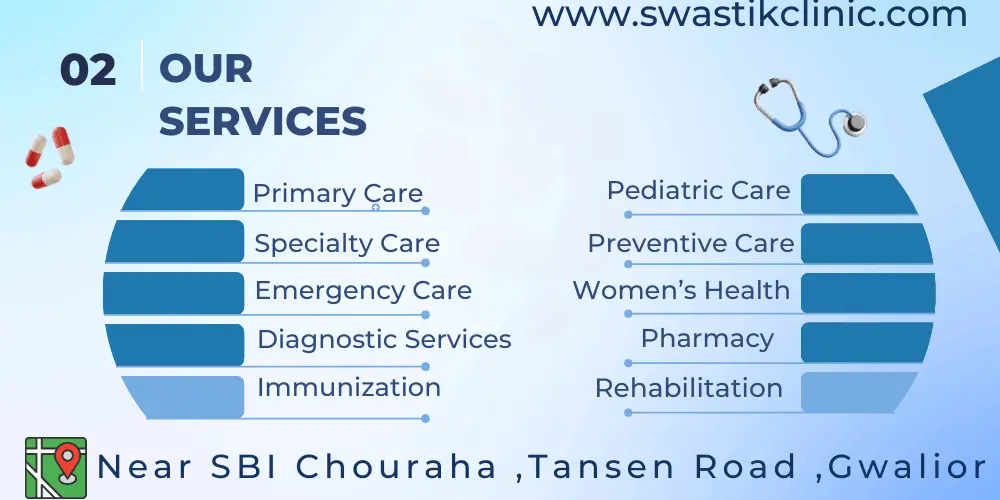 www.swastikclinic.com
02
OUR
SERVICES
Primary Care
Specialty Care
Emergency Care
Diagnostic Services
Immunization
Pediatric Care
Preventive Care
Women’s Health
Pharmacy
Rehabilitation
Near SBI Chouraha ,Tansen Road ,Gwalior